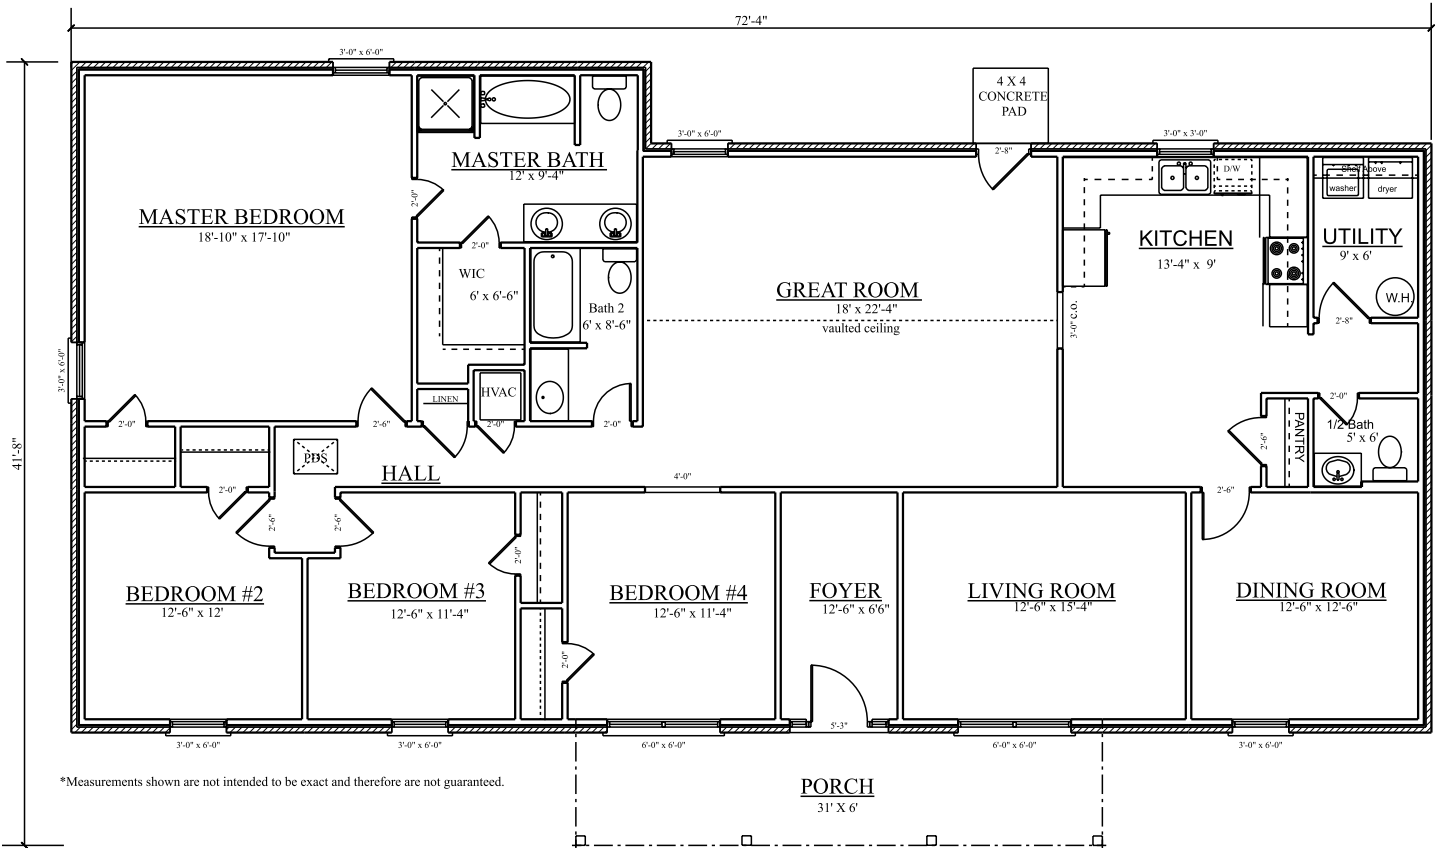 72'-4"
3'-0" x 6'-0"
4 X 4
CONCRETE
PAD
3'-0" x 6'-0"
3'-0" x 3'-0"
2'-8"
MASTER BATH
12' x 9'-4"
2'-0"
D/W
Shelf Above
washer
dryer
MASTER BEDROOM
18'-10" x 17'-10"
2'-0"
KITCHEN
13'-4" x 9'
UTILITY
9' x 6'
WIC
6' x 6'-6"
Bath 2
6' x 8'-6"
GREAT ROOM
18' x 22'-4"
vaulted ceiling
3'-0" c.o.
W.H.
2'-8"
3'-0" x 6'-0"
LINEN
HVAC
2'-0"
2'-6"
2'-0"
2'-0"
2'-0"
PANTRY
1/2 Bath
5' x 6'
2'-6"
41'-8"
PDS
HALL
4'-0"
2'-0"
2'-6"
2'-6"
2'-6"
2'-0"
BEDROOM #2
12'-6" x 12'
BEDROOM #3
12'-6" x 11'-4"
BEDROOM #4
12'-6" x 11'-4"
FOYER
12'-6" x 6'6"
LIVING ROOM
12'-6" x 15'-4"
DINING ROOM
12'-6" x 12'-6"
2'-0"
5'-3"
3'-0" x 6'-0"
3'-0" x 6'-0"
6'-0" x 6'-0"
6'-0" x 6'-0"
3'-0" x 6'-0"
*Measurements shown are not intended to be exact and therefore are not guaranteed.
PORCH
31' X 6'